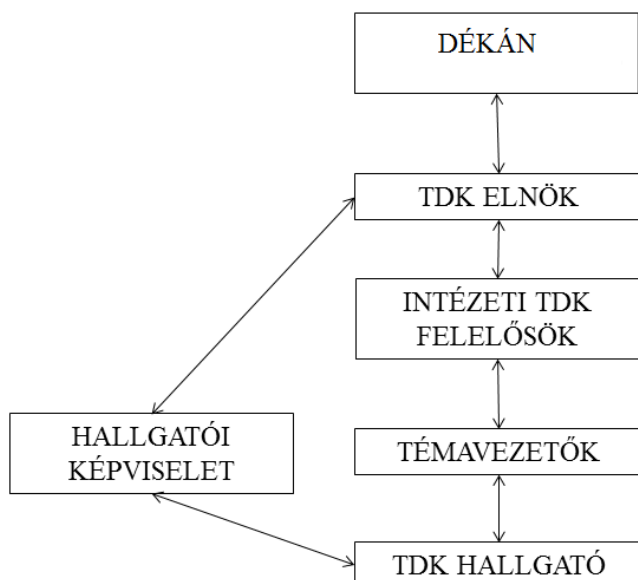 DÉKÁN
TDK ELNÖK
INTÉZETI TDK
FELELŐSÖK
HALLGATÓI
KÉPVISELET
TÉMAVEZETŐK
TDK HALLGATÓ